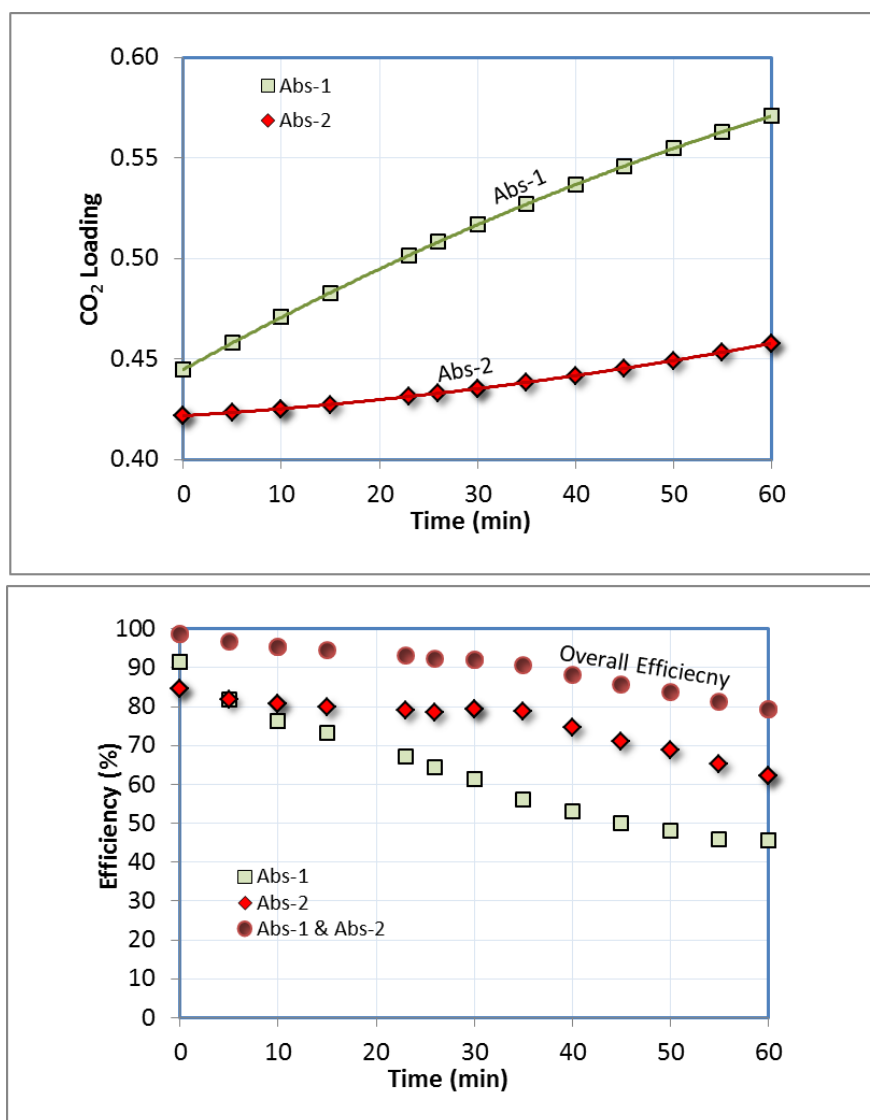 0.60
0.55
0.50
0.45
0.40
CO₂ Loading
Abs-1
Abs-2
Abs-1
Abs-2
0 10 20 30 40 50 60
Time (min)
100
90
80
70
60
50
40
30
20
10
0
Efficiency (%)
Overall Efficiecny
Abs-1
Abs-2
Abs-1 & Abs-2
0 10 20 30 40 50 60
Time (min)